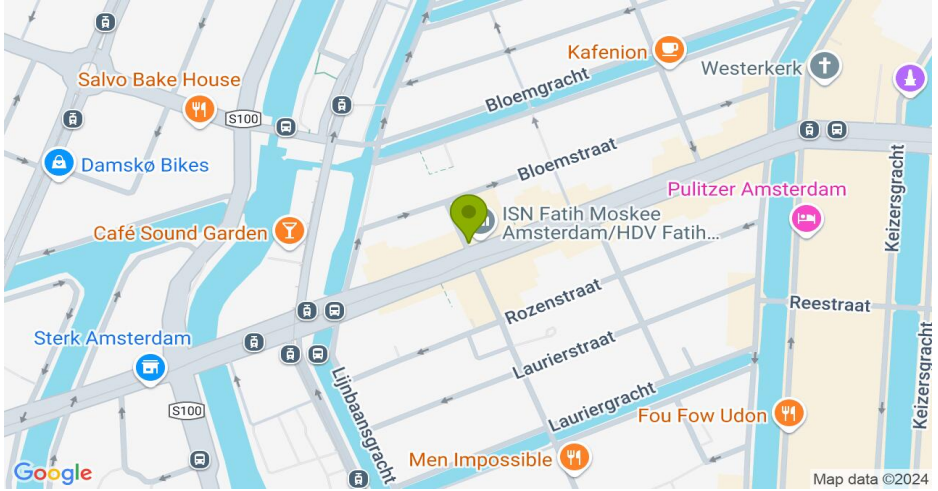 Kafenion
Westerkerk
Salvo Bake House
Bloemgracht
S100
Bloemstraat
Damskø Bikes
Keizersgracht
Pulitzer Amsterdam
ISN Fatih Moskee
Amsterdam/HDV Fatih...
Café Sound Garden
Rozenstraat
Reestraat
Sterk Amsterdam
Laurierstraat
Lijnbaansgracht
Keizersgracht
Lauriergracht
S100
Fou Fow Udon
Men Impossible
Google
Map data ©2024